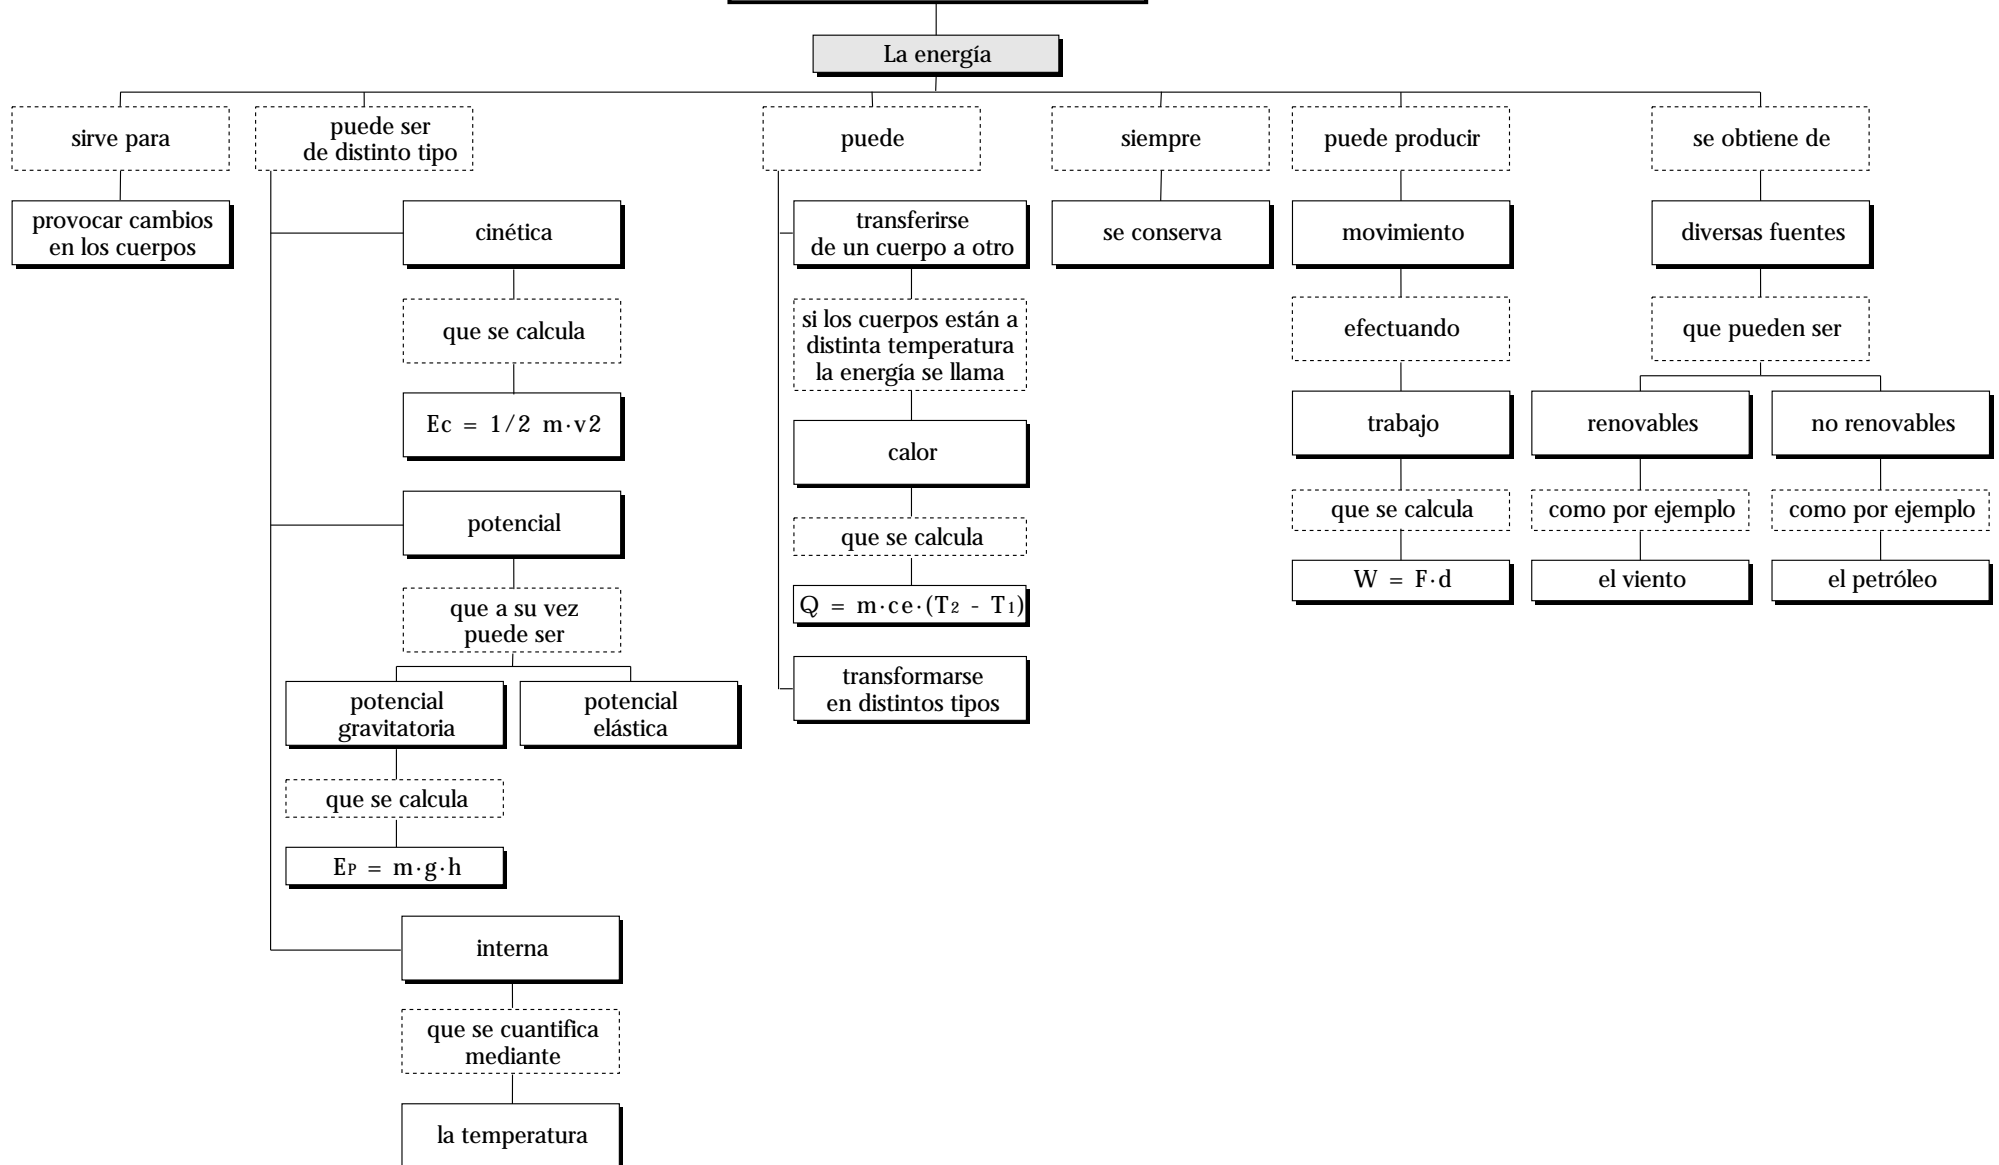 La energía
sirve para
provocar cambios
en los cuerpos
puede ser
de distinto tipo
cinética
que se calcula
Ec = 1/2 m·v2
potencial
que a su vez
puede ser
potencial
gravitatoria
que se calcula
EP = m·g·h
potencial
elástica
interna
que se cuantifica
mediante
la temperatura
puede
transferirse
de un cuerpo a otro
si los cuerpos están a
distinta temperatura
la energía se llama
calor
que se calcula
Q = m·ce·(T2 - T1)
transformarse
en distintos tipos
siempre
se conserva
puede producir
movimiento
efectuando
trabajo
que se calcula
W = F·d
se obtiene de
diversas fuentes
que pueden ser
renovables
como por ejemplo
el viento
no renovables
como por ejemplo
el petróleo